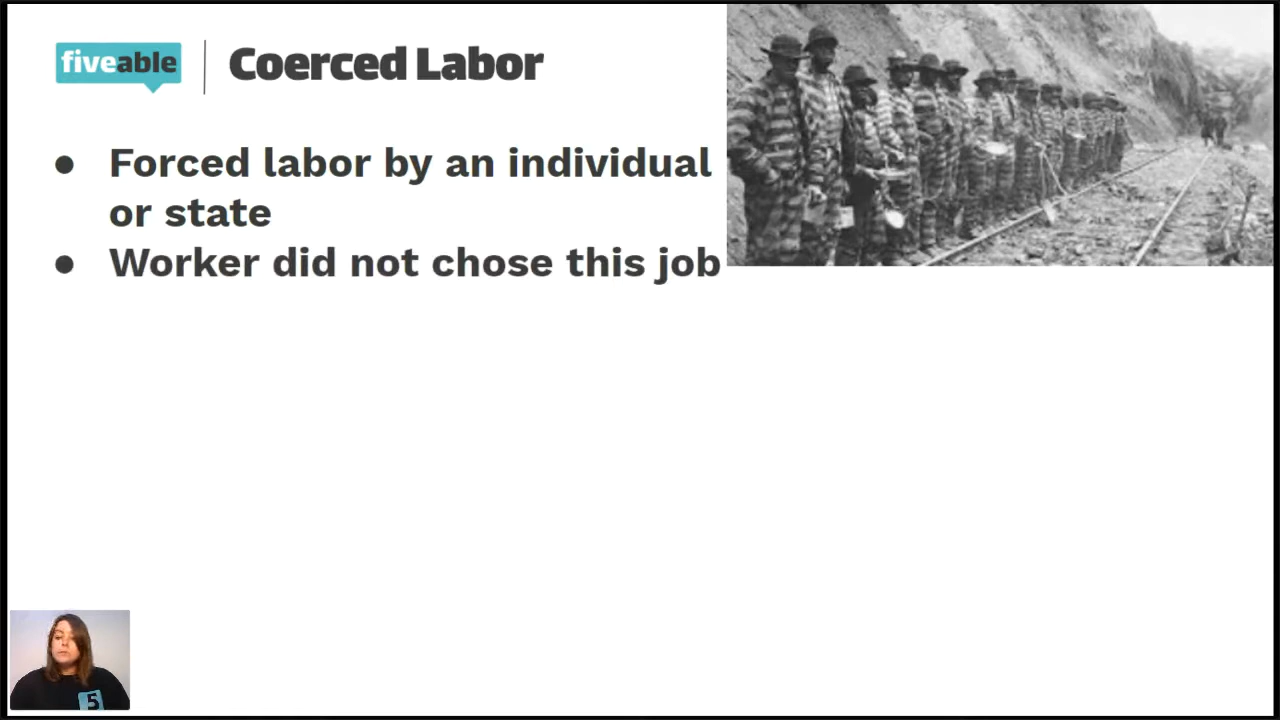 fiveable
Coerced Labor
● Forced labor by an individual
or state
● Worker did not chose this job
5